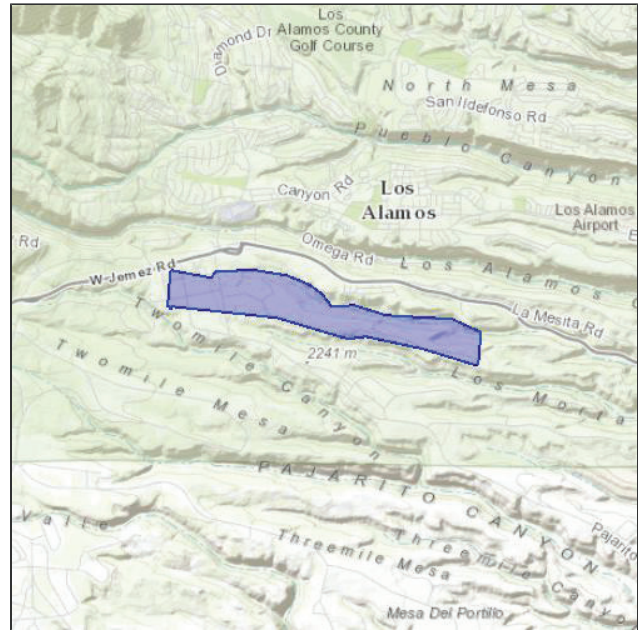 Los
Alamos County
Golf Course
Diamond Dr
North Mesa
San Ildefonso Rd
Pueblo Canyon
Canyon Rd
Los
Alamos
Los Alamos
Airport
E
Rd
Omega Rd
W Jemez Rd
Los Alamos
La Mesita Rd
Twomile Canyon
2241 m
Los Morta
Twomile Mesa
PAJARITO CANYON
Valle
Threemile Canyon
Threemile Mesa
Pajarito
Mesa Del Portillo